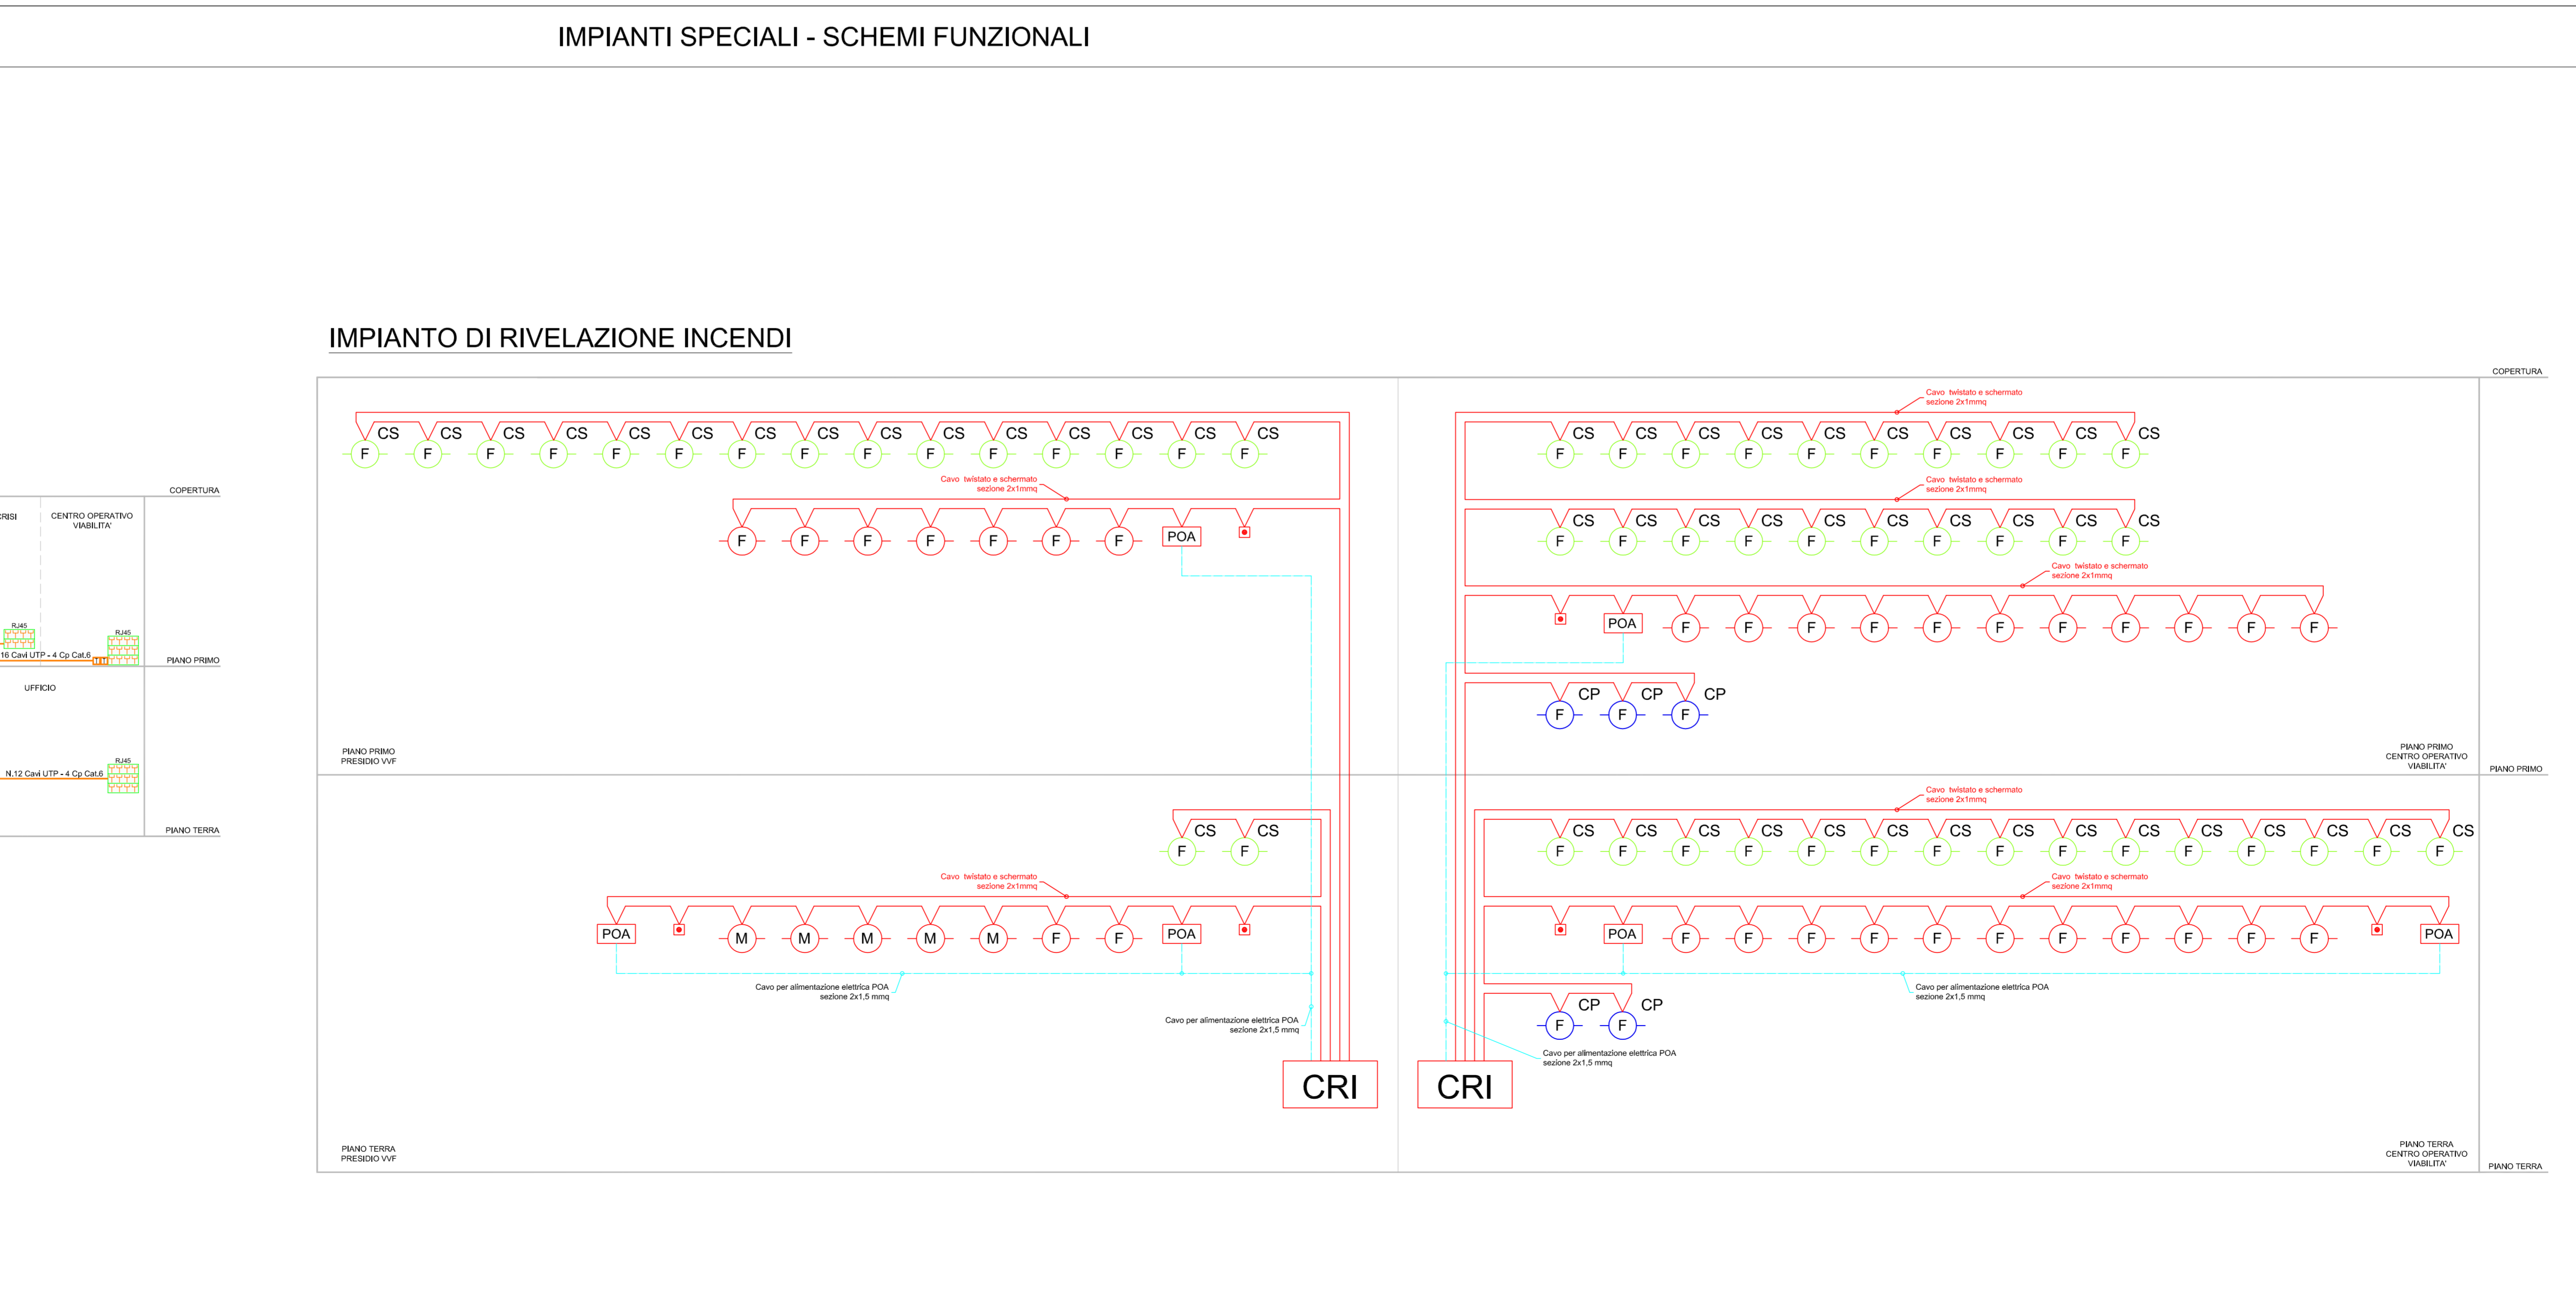 IMPIANTI SPECIALI - SCHEMI FUNZIONALI
COPERTURA
CENTRO OPERATIVO
VIABILITA'
RJ45
RJ45
16 Cavi UTP - 4 Cp Cat.6
PIANO PRIMO
UFFICIO
RJ45
N.12 Cavi UTP - 4 Cp Cat.6
PIANO TERRA
IMPIANTO DI RIVELAZIONE INCENDI
CS CS CS CS CS CS CS CS CS CS CS CS CS CS CS
F F F F F F F F F F F F F F F
Cavo twistato e schermato
sezione 2x1mmq
F F F F F F F POA
PIANO PRIMO
PRESIDIO VVF
CS CS
F F
Cavo twistato e schermato
sezione 2x1mmq
POA M M M M M F F POA
Cavo per alimentazione elettrica POA
sezione 2x1,5 mmq
Cavo per alimentazione elettrica POA
sezione 2x1,5 mmq
CRI
PIANO TERRA
PRESIDIO VVF
COPERTURA
Cavo twistato e schermato
sezione 2x1mmq
CS CS CS CS CS CS CS CS CS CS
F F F F F F F F F F
Cavo twistato e schermato
sezione 2x1mmq
CS CS CS CS CS CS CS CS CS CS
F F F F F F F F F F
Cavo twistato e schermato
sezione 2x1mmq
POA F F F F F F F F F F F
CP CP CP
F F F
PIANO PRIMO
CENTRO OPERATIVO
VIABILITA'
PIANO PRIMO
Cavo twistato e schermato
sezione 2x1mmq
CS CS CS CS CS CS CS CS CS CS CS CS CS CS CS
F F F F F F F F F F F F F F F
Cavo twistato e schermato
sezione 2x1mmq
POA F F F F F F F F F F F POA
Cavo per alimentazione elettrica POA
sezione 2x1,5 mmq
CP CP
F F
Cavo per alimentazione elettrica POA
sezione 2x1,5 mmq
CRI
PIANO TERRA
CENTRO OPERATIVO
VIABILITA'
PIANO TERRA